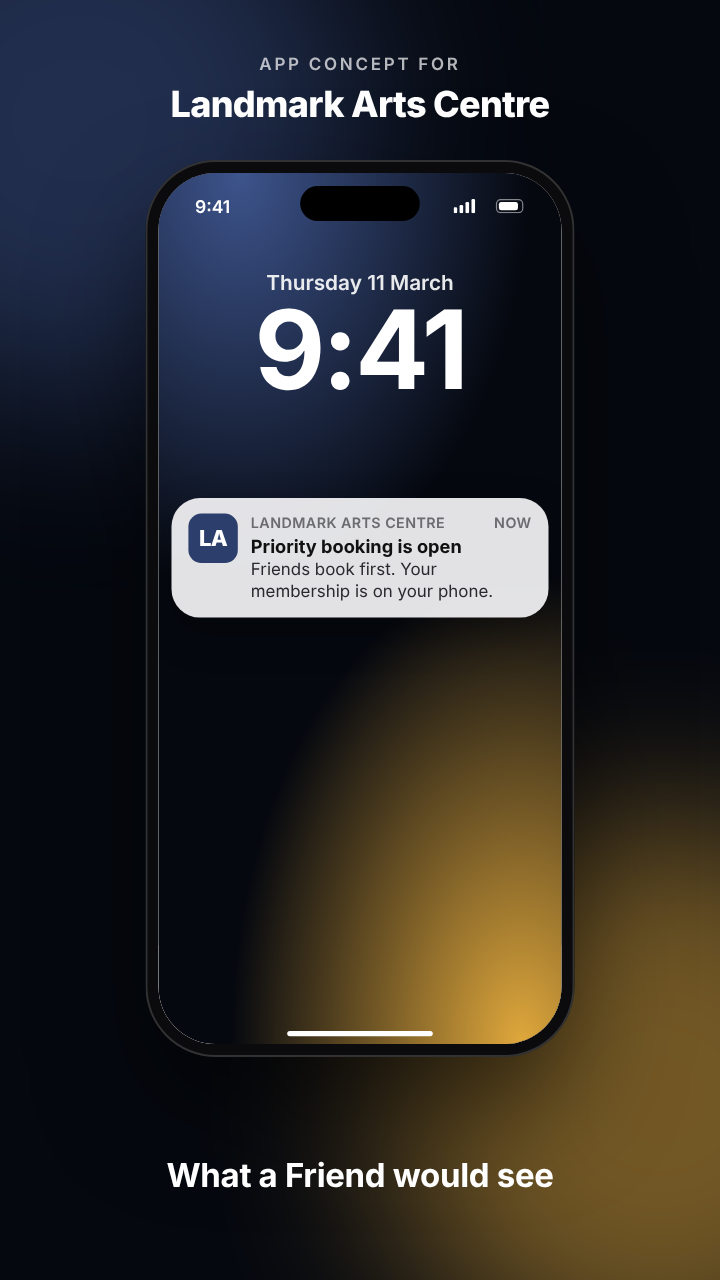 APP CONCEPT FOR
Landmark Arts Centre
9:41
Thursday 11 March
9:41
LA
LANDMARK ARTS CENTRE NOW
Priority booking is open
Friends book first. Your
membership is on your phone.
What a Friend would see